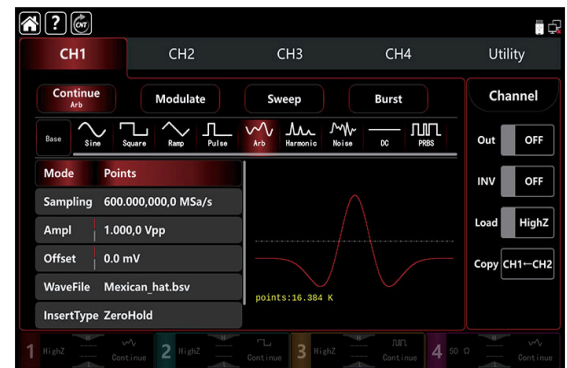 ? CNT
CH1 CH2 CH3 CH4 Utility
Continue Arb Modulate Sweep Burst Channel
Base Sine Square Ramp Pulse Arb Harmonic Noise DC PRBS
Out OFF
Mode Points
INV OFF
Sampling 600.000,000,0 MSa/s
Ampl 1.000,0 Vpp
Load HighZ
Offset 0.0 mV
Copy CH1←CH2
WaveFile Mexican_hat.bsv
points:16.384 K
InsertType ZeroHold
1 HighZ Continue 2 HighZ Continue 3 HighZ Continue 4 50 Ω Continue